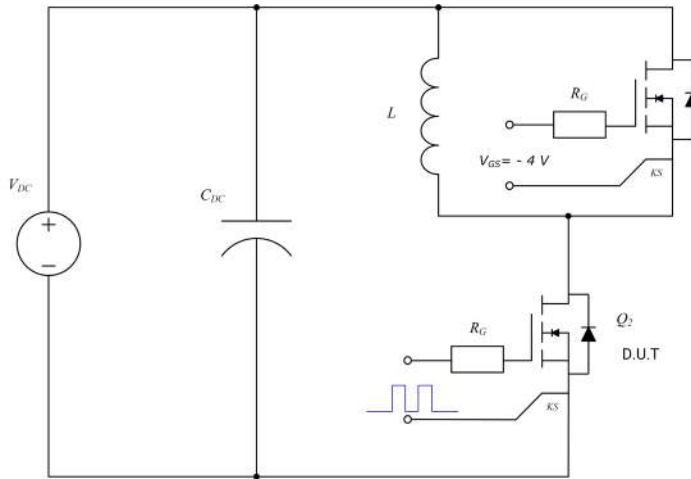 R_G
L
V_GS= - 4 V
KS
V_DC
+
−
C_DC
R_G
Q_2
D.U.T
KS